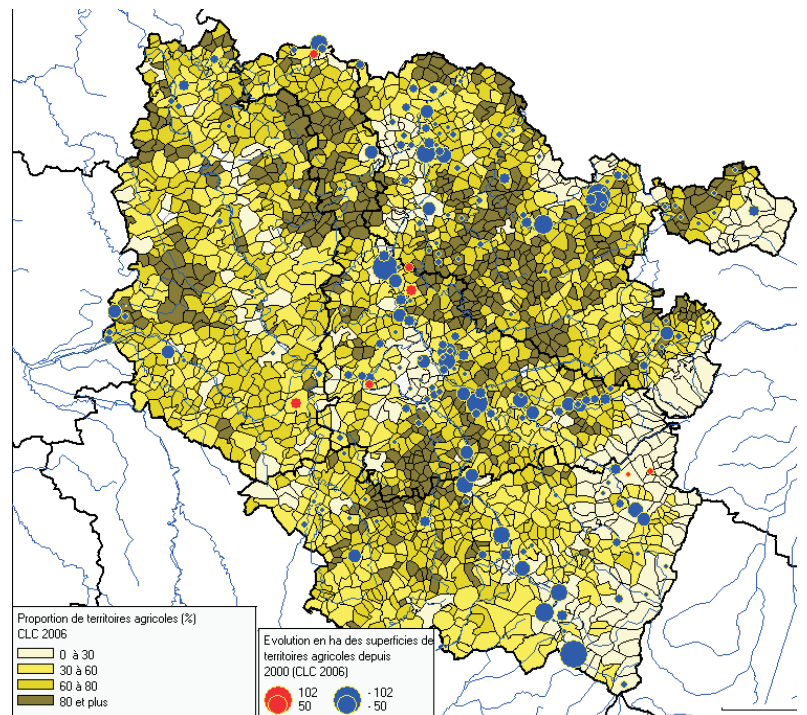 Proportion de territoires agricoles (%)
CLC 2006
0 à 30
30 à 60
60 à 80
80 et plus
Evolution en ha des superficies de
territoires agricoles depuis
2000 (CLC 2006)
102
50
- 102
- 50